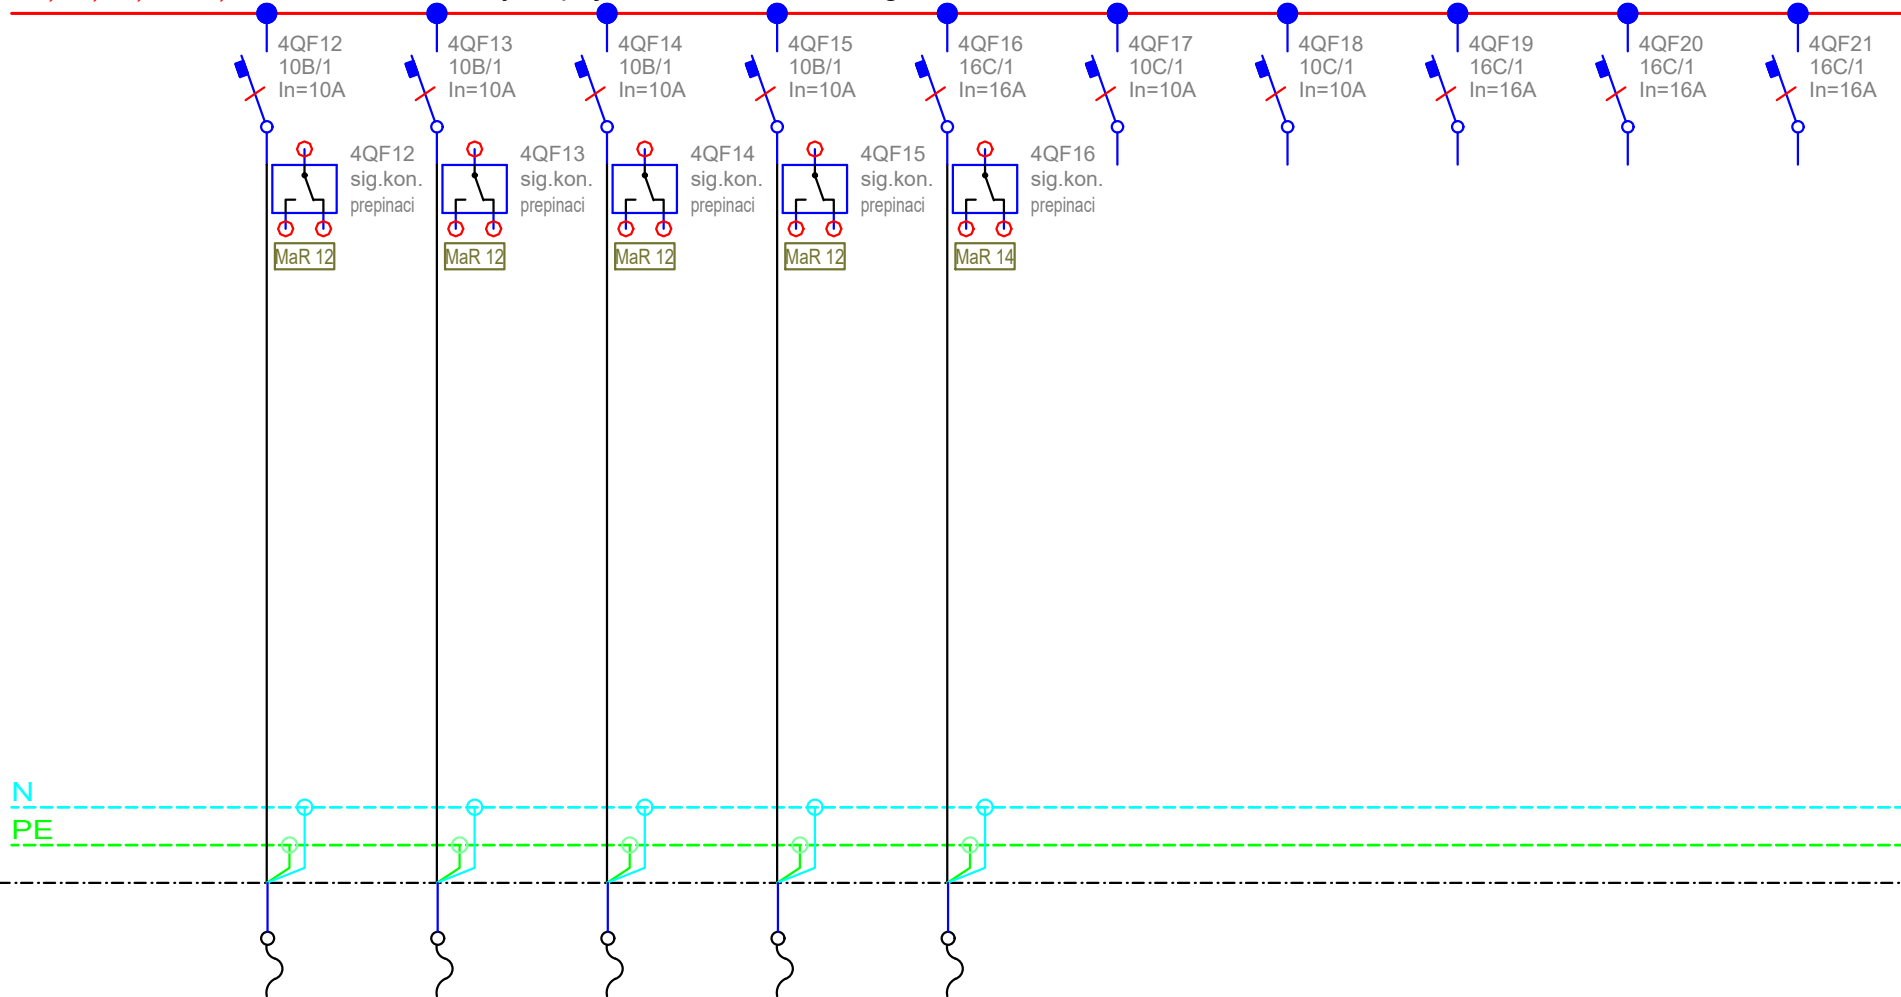 4QF12
10B/1
In=10A
4QF13
10B/1
In=10A
4QF14
10B/1
In=10A
4QF15
10B/1
In=10A
4QF16
16C/1
In=16A
4QF17
10C/1
In=10A
4QF18
10C/1
In=10A
4QF19
16C/1
In=16A
4QF20
16C/1
In=16A
4QF21
16C/1
In=16A
4QF12
sig.kon.
prepinaci
MaR 12
4QF13
sig.kon.
prepinaci
MaR 12
4QF14
sig.kon.
prepinaci
MaR 12
4QF15
sig.kon.
prepinaci
MaR 12
4QF16
sig.kon.
prepinaci
MaR 14
N
PE